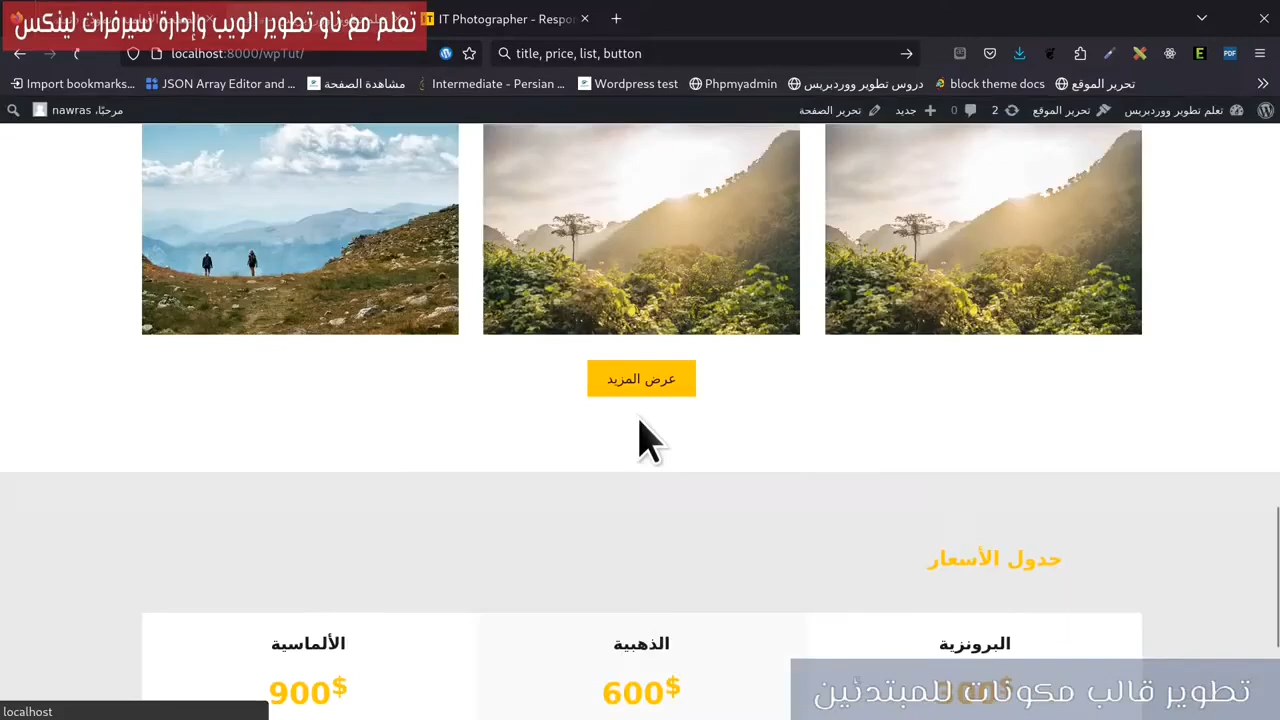 تعلم مع ناو تطوير الويب وإدارة سيرفرات لينكس
IT Photographer - Respo
localhost:8000/wpTut/
title, price, list, button
Import bookmarks...
JSON Array Editor and ...
مشاهدة الصفحة
Intermediate - Persian ...
Wordpress test
Phpmyadmin
دروس تطوير ووردبريس
block theme docs
تحرير الموقع
تعلم تطوير ووردبريس
تحرير الموقع
2
0
جديد
تحرير الصفحة
مرحبًا، nawras
عرض المزيد
جدول الأسعار
البرونزية
الذهبية
الألماسية
600$
900$
تطوير قالب مكونات للمبتدئين
localhost